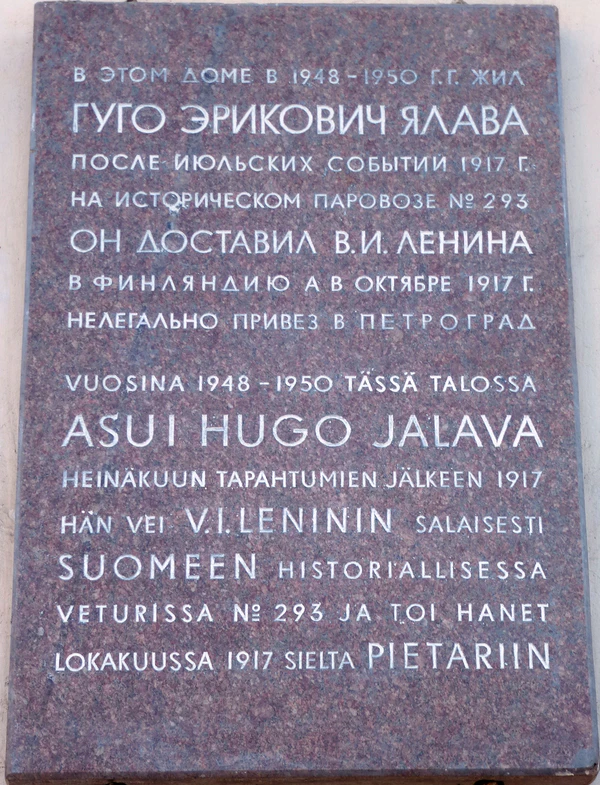 В ЭТОМ ДОМЕ В 1948-1950 Г.Г. ЖИЛ
ГУГО ЭРИКОВИЧ ЯЛАВА
ПОСЛЕ ИЮЛЬСКИХ СОБЫТИЙ 1917 Г.
НА ИСТОРИЧЕСКОМ ПАРОВОЗЕ № 293
ОН ДОСТАВИЛ В.И. ЛЕНИНА
В ФИНЛЯНДИЮ А В ОКТЯБРЕ 1917 Г.
НЕЛЕГАЛЬНО ПРИВЕЗ В ПЕТРОГРАД
VUOSINA 1948-1950 TÄSSÄ TALOSSA
ASUI HUGO JALAVA
HEINÄKUUN TAPAHTUMIEN JÄLKEEN 1917
HÄN VEI V.I.LENININ SALAISESTI
SUOMEEN HISTORIALLISESSA
VETURISSA № 293 JA TOI HANET
LOKAKUUSSA 1917 SIELTA PIETARIIN